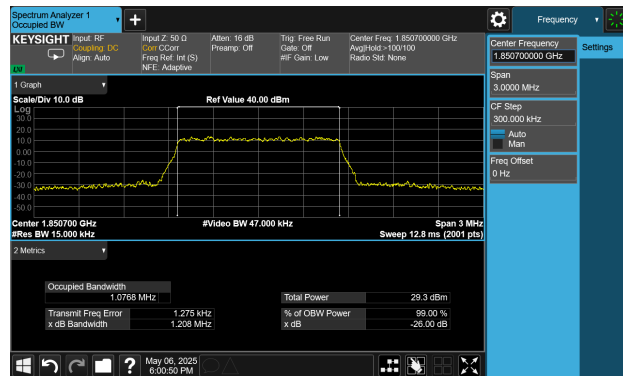 Spectrum Analyzer 1
Occupied BW
Frequency
KEYSIGHT
Input: RF
Coupling: DC
Align: Auto
Input Z: 50 Ω
Corr CCorr
Freq Ref: Int (S)
NFE: Adaptive
Atten: 16 dB
Preamp: Off
Trig: Free Run
Gate: Off
#IF Gain: Low
Center Freq: 1.850700000 GHz
Avg|Hold:>100/100
Radio Std: None
LXI
Center Frequency
1.850700000 GHz
Settings
Span
3.0000 MHz
CF Step
300.000 kHz
Auto
Man
Freq Offset
0 Hz
1 Graph
Scale/Div 10.0 dB
Ref Value 40.00 dBm
Log
30.0
20.0
10.0
0.00
-10.0
-20.0
-30.0
-40.0
-50.0
Center 1.850700 GHz
#Video BW 47.000 kHz
Span 3 MHz
#Res BW 15.000 kHz
Sweep 12.8 ms (2001 pts)
2 Metrics
Occupied Bandwidth
1.0768 MHz
Total Power 29.3 dBm
Transmit Freq Error 1.275 kHz
% of OBW Power 99.00 %
x dB Bandwidth 1.208 MHz
x dB -26.00 dB
?
May 06, 2025
6:00:50 PM